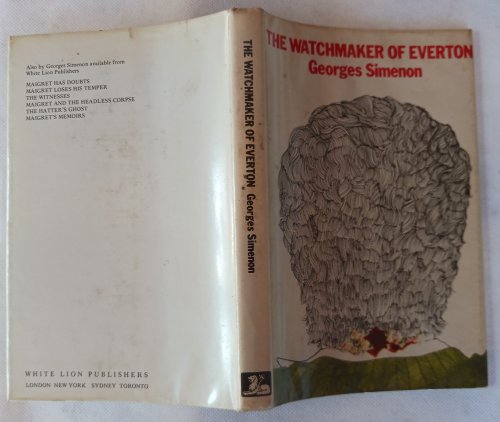 Also by Georges Simenon available from
White Lion Publishers
MAIGRET HAS DOUBTS
MAIGRET LOSES HIS TEMPER
THE WITNESSES
MAIGRET AND THE HEADLESS CORPSE
THE HATTER'S GHOST
MAIGRET'S MEMOIRS
WHITE LION PUBLISHERS
LONDON NEW YORK SYDNEY TORONTO
THE WATCHMAKER OF EVERTON Georges Simenon
THE WATCHMAKER OF EVERTON
Georges Simenon